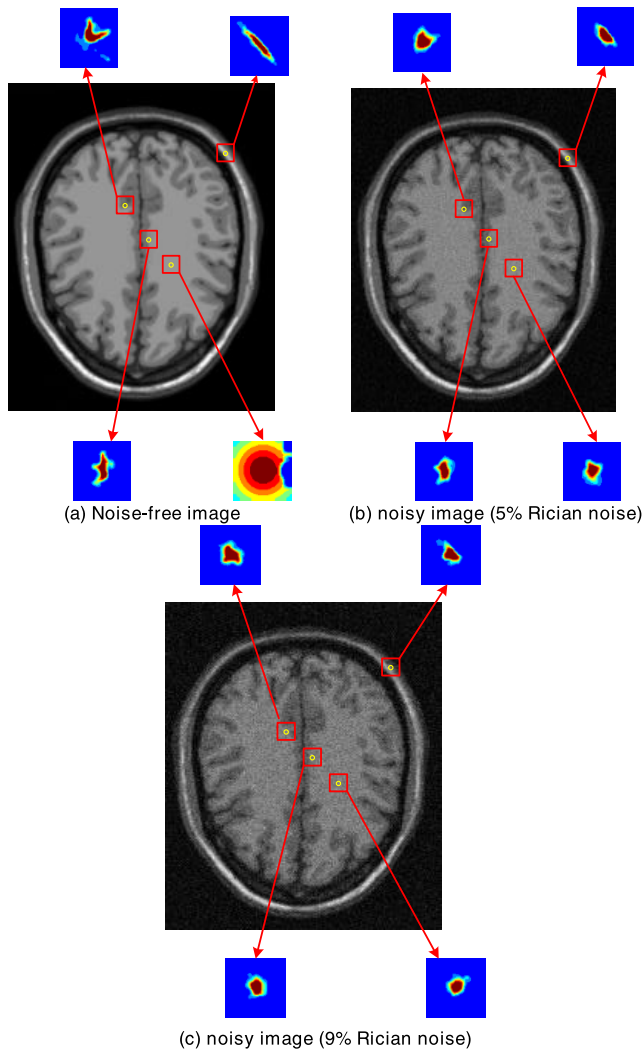 (a) Noise-free image
(b) noisy image (5% Rician noise)
(c) noisy image (9% Rician noise)